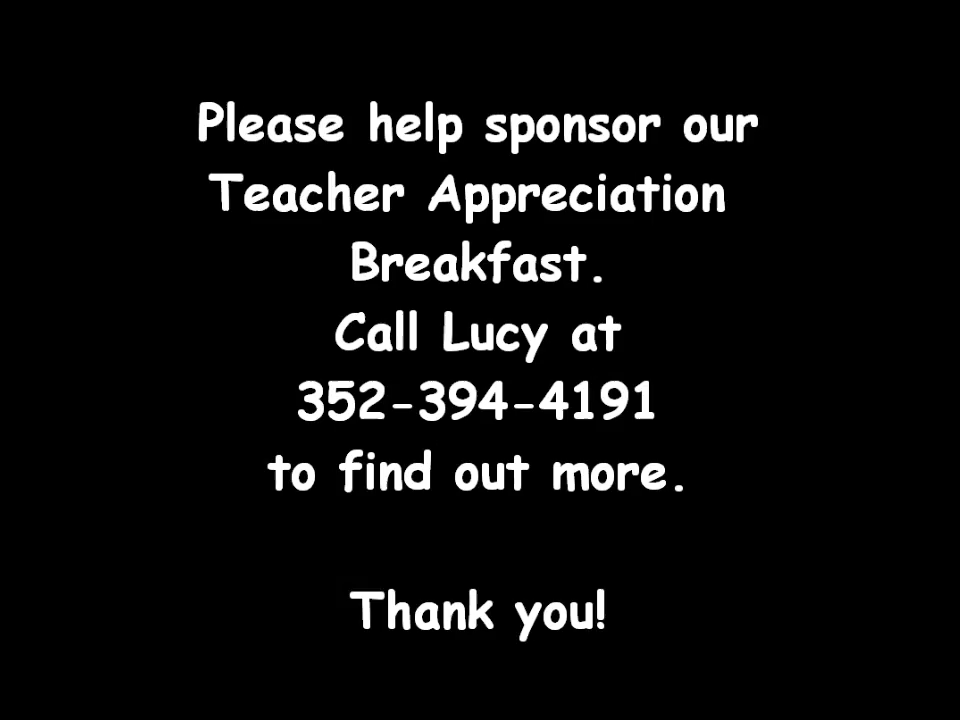 Please help sponsor our
Teacher Appreciation
Breakfast.
Call Lucy at
352-394-4191
to find out more.
Thank you!